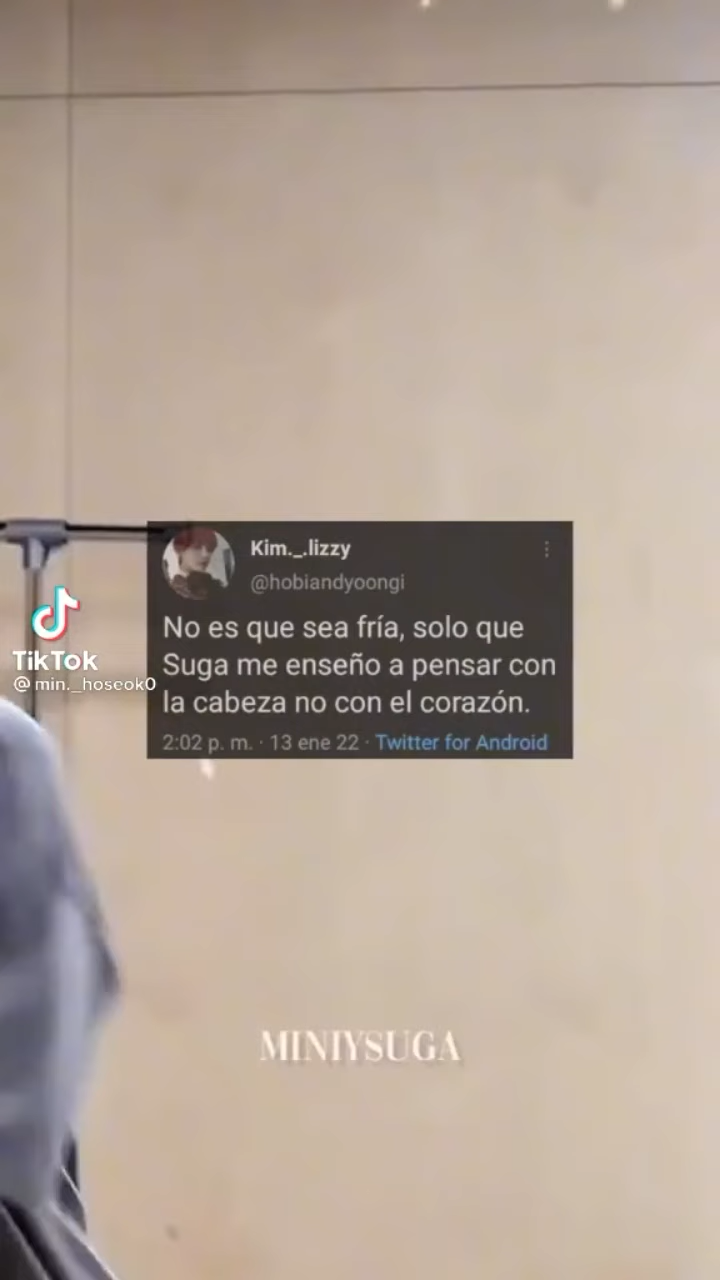 Kim._.lizzy
@hobiandyoongi
No es que sea fría, solo que
Suga me enseño a pensar con
la cabeza no con el corazón.
2:02 p. m. · 13 ene 22 · Twitter for Android
TikTok
@min._hoseok0
MINIYSUGA